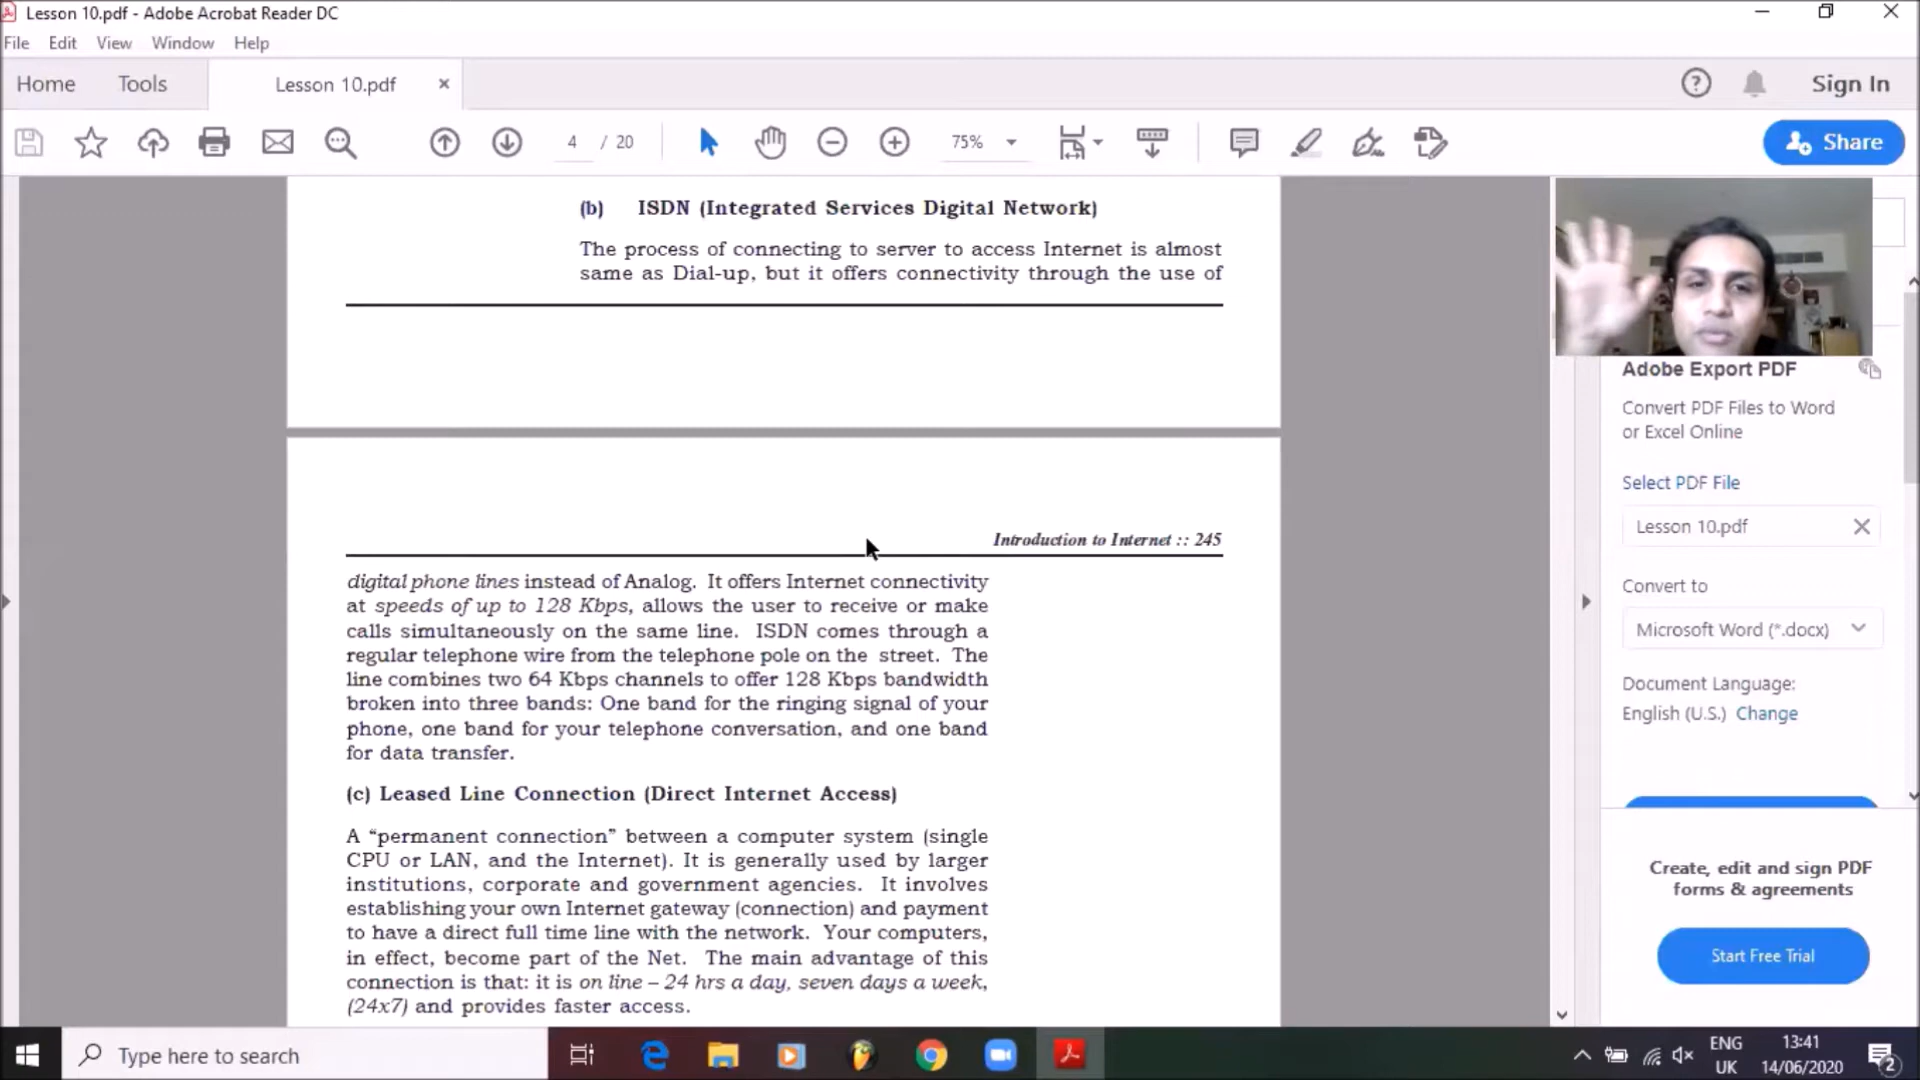 Lesson 10.pdf - Adobe Acrobat Reader DC
File Edit View Window Help
Home Tools Lesson 10.pdf Sign In
4 / 20 75% Share
(b) ISDN (Integrated Services Digital Network)
The process of connecting to server to access Internet is almost
same as Dial-up, but it offers connectivity through the use of
Introduction to Internet :: 245
digital phone lines instead of Analog. It offers Internet connectivity
at speeds of up to 128 Kbps, allows the user to receive or make
calls simultaneously on the same line. ISDN comes through a
regular telephone wire from the telephone pole on the street. The
line combines two 64 Kbps channels to offer 128 Kbps bandwidth
broken into three bands: One band for the ringing signal of your
phone, one band for your telephone conversation, and one band
for data transfer.
(c) Leased Line Connection (Direct Internet Access)
A “permanent connection” between a computer system (single
CPU or LAN, and the Internet). It is generally used by larger
institutions, corporate and government agencies. It involves
establishing your own Internet gateway (connection) and payment
to have a direct full time line with the network. Your computers,
in effect, become part of the Net. The main advantage of this
connection is that: it is on line – 24 hrs a day, seven days a week,
(24x7) and provides faster access.
Adobe Export PDF
Convert PDF Files to Word
or Excel Online
Select PDF File
Lesson 10.pdf
Convert to
Microsoft Word (*.docx)
Document Language:
English (U.S.) Change
Create, edit and sign PDF
forms & agreements
Start Free Trial
Type here to search
ENG
UK
13:41
14/06/2020
2